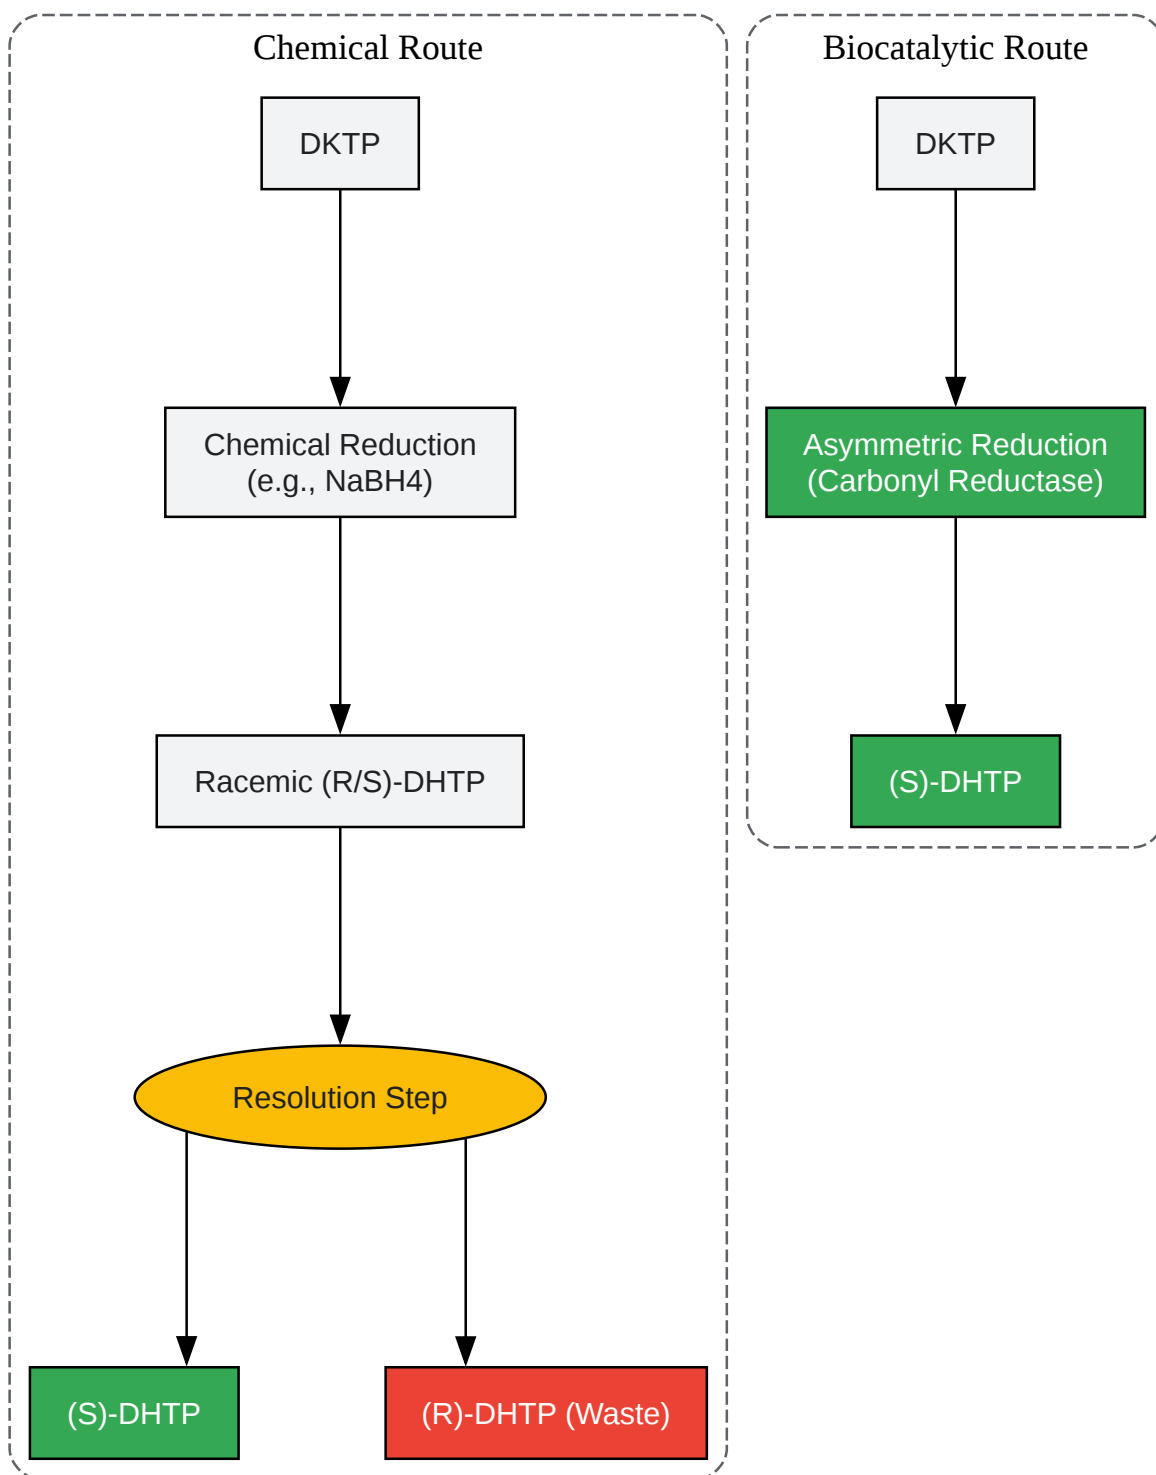 Chemical Route
DKTP
Chemical Reduction
(e.g., NaBH4)
Racemic (R/S)-DHTP
Resolution Step
(S)-DHTP
(R)-DHTP (Waste)
Biocatalytic Route
DKTP
Asymmetric Reduction
(Carbonyl Reductase)
(S)-DHTP